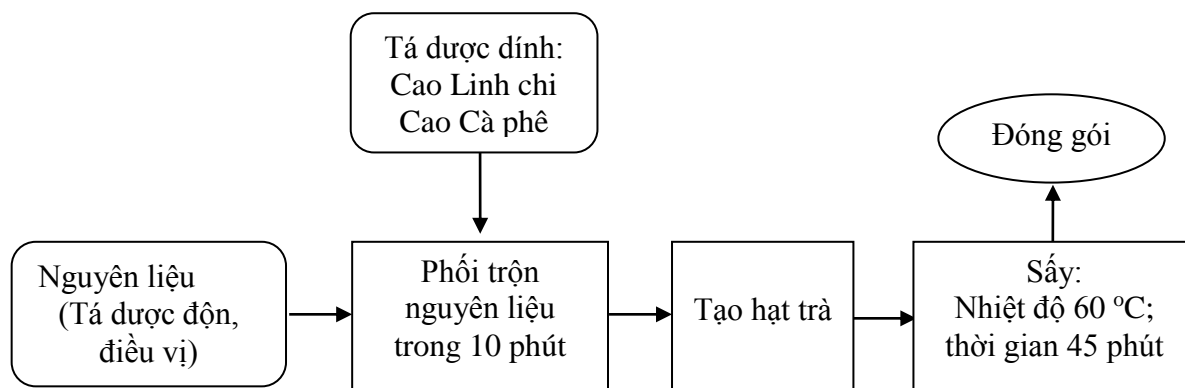 Tá dược dính:
Cao Linh chi
Cao Cà phê
Đóng gói
Nguyên liệu
(Tá dược độn,
điều vị)
Phối trộn
nguyên liệu
trong 10 phút
Tạo hạt trà
Sấy:
Nhiệt độ 60 ºC;
thời gian 45 phút